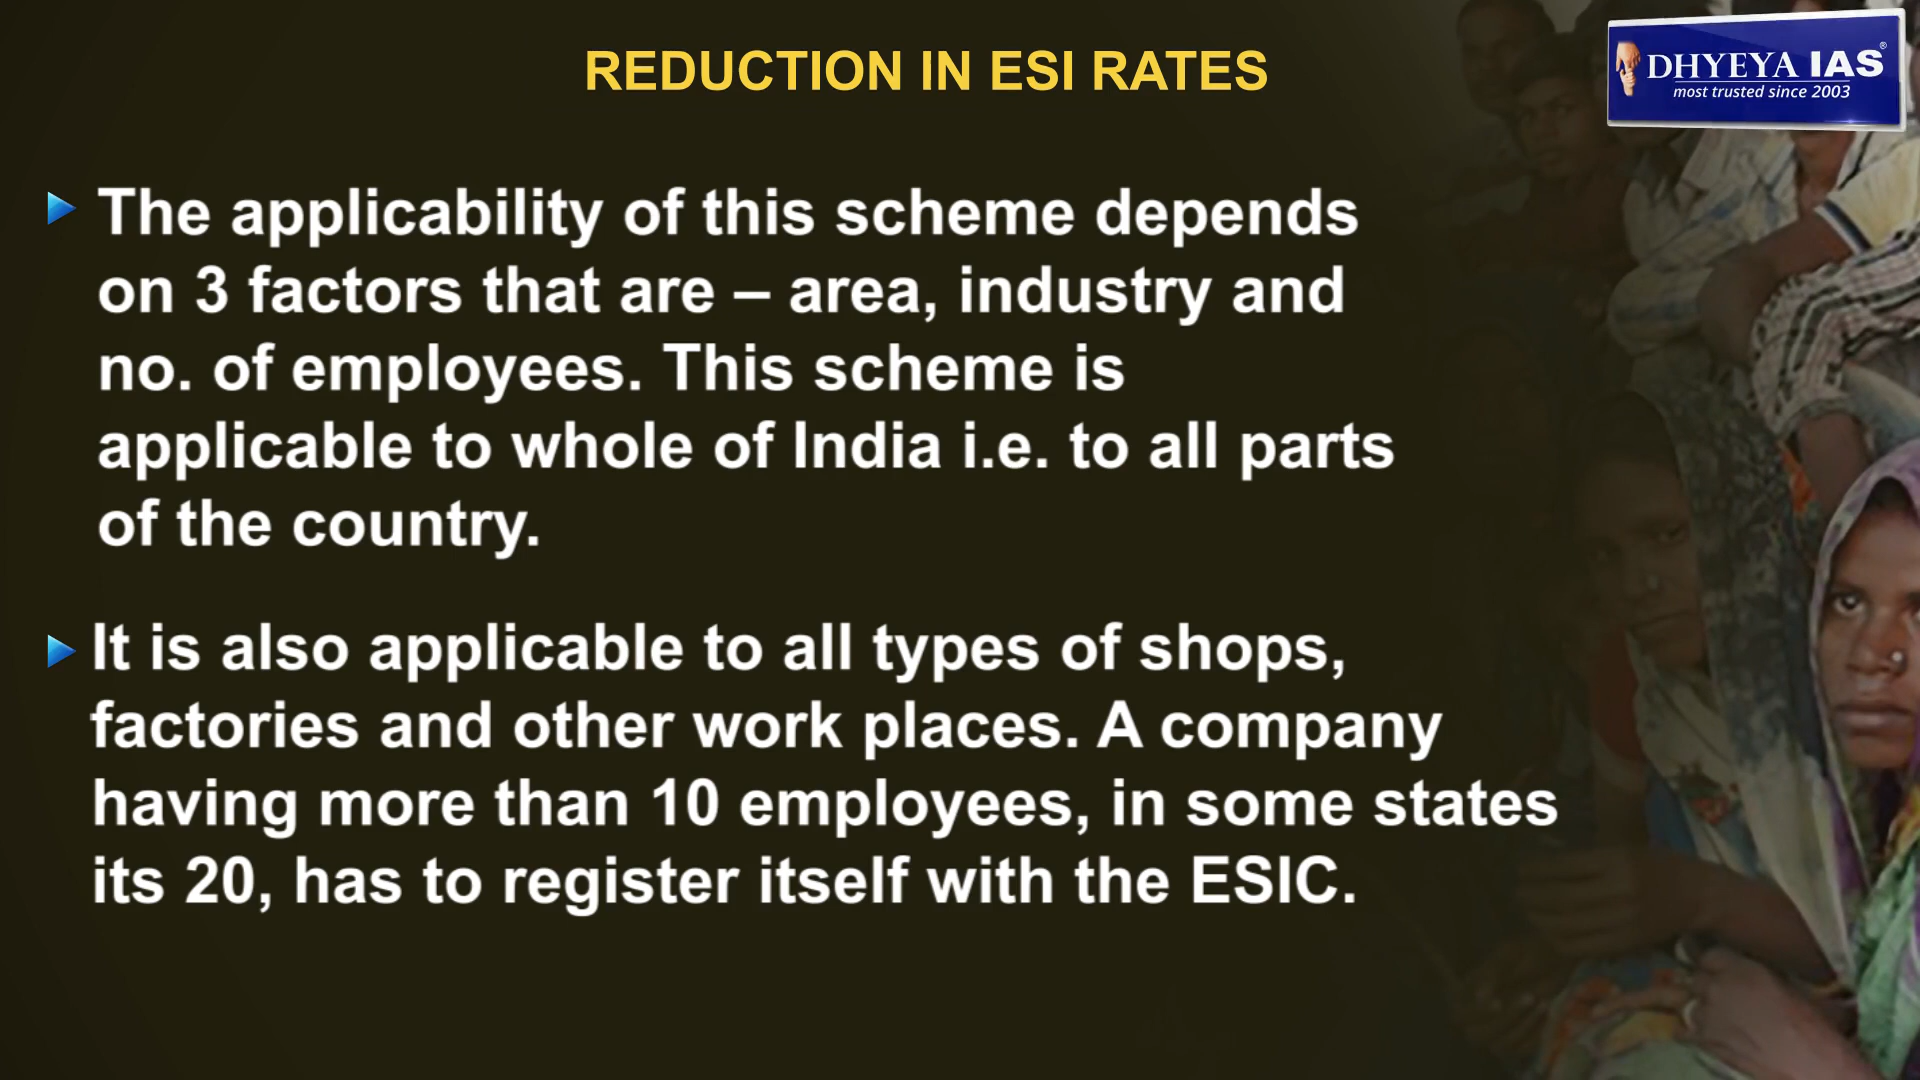 REDUCTION IN ESI RATES
DHYEYA IAS®
most trusted since 2003
The applicability of this scheme depends
on 3 factors that are – area, industry and
no. of employees. This scheme is
applicable to whole of India i.e. to all parts
of the country.
It is also applicable to all types of shops,
factories and other work places. A company
having more than 10 employees, in some states
its 20, has to register itself with the ESIC.